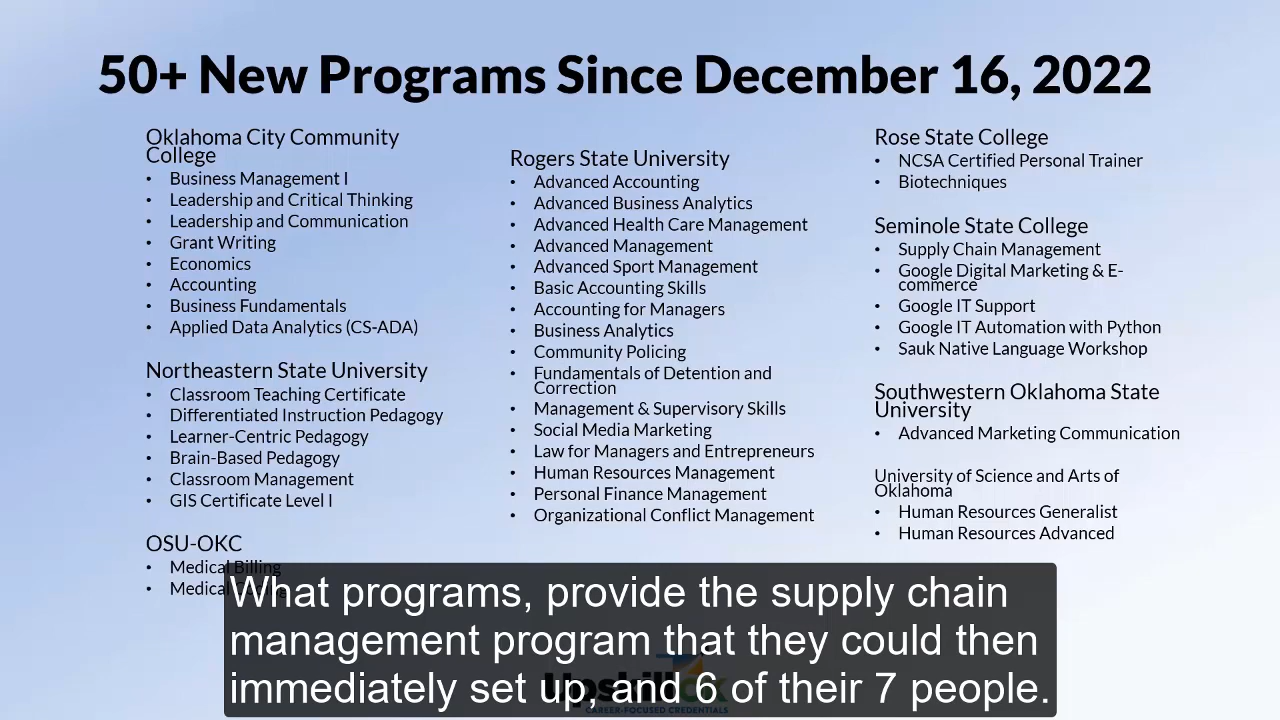 50+ New Programs Since December 16, 2022
Oklahoma City Community
College
• Business Management I
• Leadership and Critical Thinking
• Leadership and Communication
• Grant Writing
• Economics
• Accounting
• Business Fundamentals
• Applied Data Analytics (CS-ADA)
Northeastern State University
• Classroom Teaching Certificate
• Differentiated Instruction Pedagogy
• Learner-Centric Pedagogy
• Brain-Based Pedagogy
• Classroom Management
• GIS Certificate Level I
OSU-OKC
• Medical Billing
• Medical
Rogers State University
• Advanced Accounting
• Advanced Business Analytics
• Advanced Health Care Management
• Advanced Management
• Advanced Sport Management
• Basic Accounting Skills
• Accounting for Managers
• Business Analytics
• Community Policing
• Fundamentals of Detention and
Correction
• Management & Supervisory Skills
• Social Media Marketing
• Law for Managers and Entrepreneurs
• Human Resources Management
• Personal Finance Management
• Organizational Conflict Management
Rose State College
• NCSA Certified Personal Trainer
• Biotechniques
Seminole State College
• Supply Chain Management
• Google Digital Marketing & E-
commerce
• Google IT Support
• Google IT Automation with Python
• Sauk Native Language Workshop
Southwestern Oklahoma State
University
• Advanced Marketing Communication
University of Science and Arts of
Oklahoma
• Human Resources Generalist
• Human Resources Advanced
What programs, provide the supply chain
management program that they could then
immediately set up, and 6 of their 7 people.
CAREER-FOCUSED CREDENTIALS